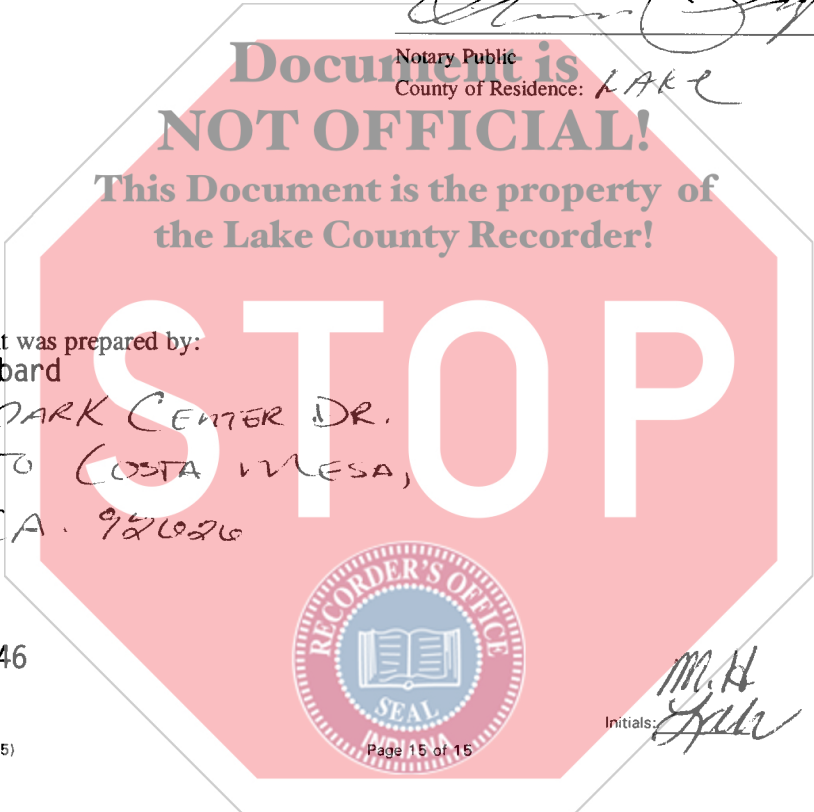 Document is
Notary Public
County of Residence: LAKE
NOT OFFICIAL!
This Document is the property of
the Lake County Recorder!
STOP
t was prepared by:
bard
PARK CENTER DR.
TO COSTA MESA,
CA. 92626
RECORDER'S OFFICE
SEAL
INDIANA
46
M.H
Initials:
5)
Page 15 of 15